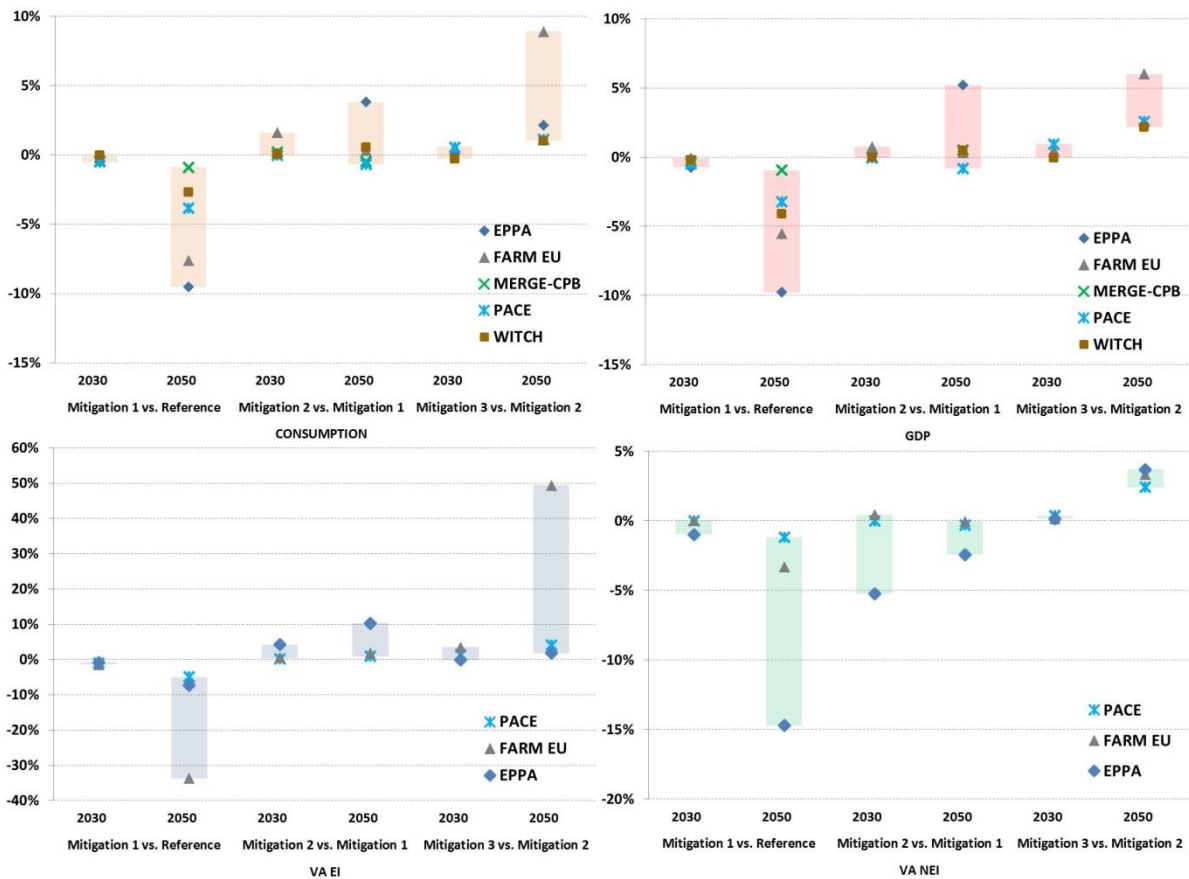 10%
5%
0%
-5%
-10%
-15%
EPPA
FARM EU
MERGE-CPB
PACE
WITCH
2030 2050 2030 2050 2030 2050
Mitigation 1 vs. Reference Mitigation 2 vs. Mitigation 1 Mitigation 3 vs. Mitigation 2
CONSUMPTION
10%
5%
0%
-5%
-10%
-15%
EPPA
FARM EU
MERGE-CPB
PACE
WITCH
2030 2050 2030 2050 2030 2050
Mitigation 1 vs. Reference Mitigation 2 vs. Mitigation 1 Mitigation 3 vs. Mitigation 2
GDP
60%
50%
40%
30%
20%
10%
0%
-10%
-20%
-30%
-40%
PACE
FARM EU
EPPA
2030 2050 2030 2050 2030 2050
Mitigation 1 vs. Reference Mitigation 2 vs. Mitigation 1 Mitigation 3 vs. Mitigation 2
VA EI
5%
0%
-5%
-10%
-15%
-20%
PACE
FARM EU
EPPA
2030 2050 2030 2050 2030 2050
Mitigation 1 vs. Reference Mitigation 2 vs. Mitigation 1 Mitigation 3 vs. Mitigation 2
VA NEI